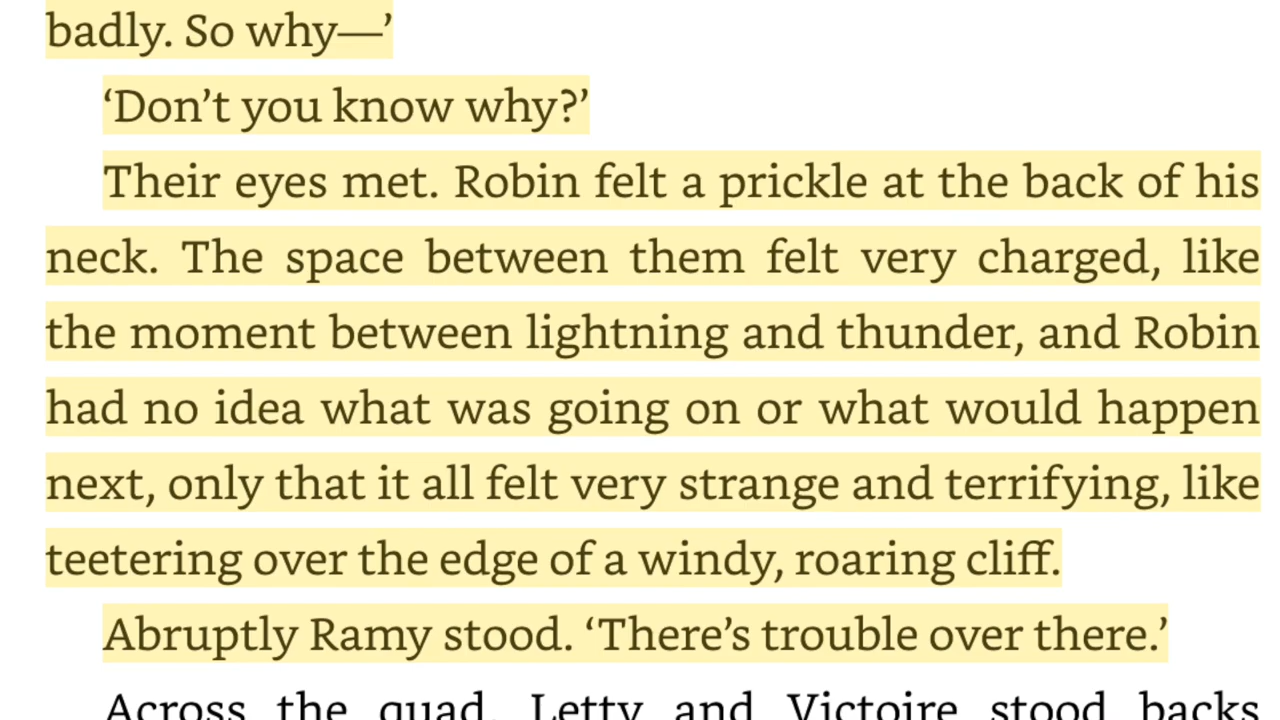 badly. So why—’
‘Don’t you know why?’
Their eyes met. Robin felt a prickle at the back of his
neck. The space between them felt very charged, like
the moment between lightning and thunder, and Robin
had no idea what was going on or what would happen
next, only that it all felt very strange and terrifying, like
teetering over the edge of a windy, roaring cliff.
Abruptly Ramy stood. ‘There’s trouble over there.’
Across the quad, Letty and Victoire stood backs